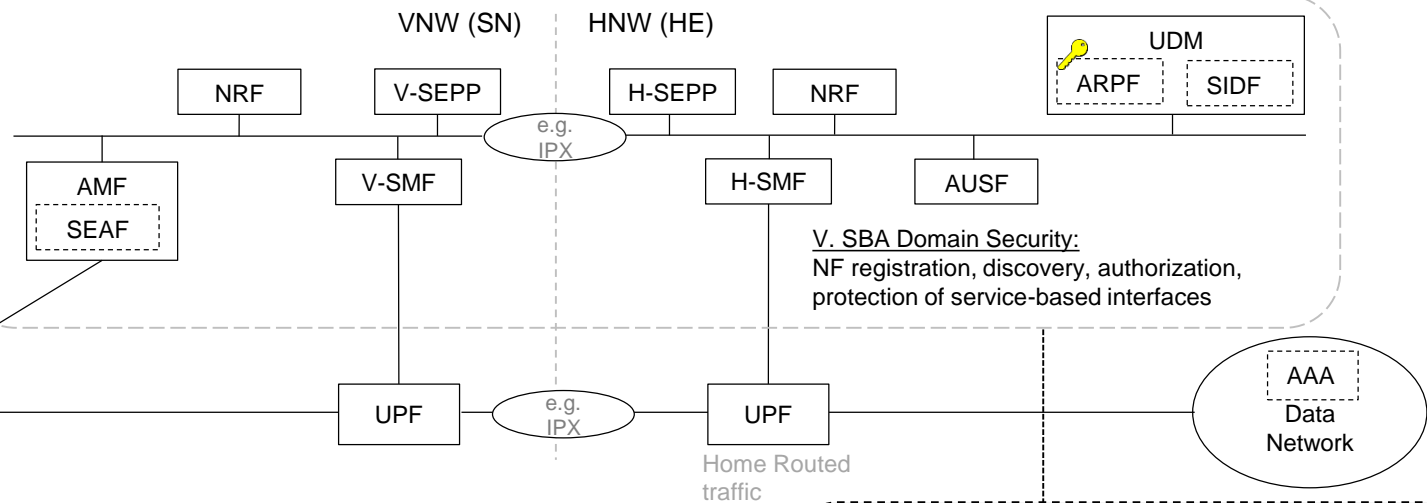 VNW (SN)
HNW (HE)
UDM
ARPF
SIDF
NRF
V-SEPP
H-SEPP
NRF
e.g.
IPX
AMF
SEAF
V-SMF
H-SMF
AUSF
V. SBA Domain Security:
NF registration, discovery, authorization,
protection of service-based interfaces
UPF
e.g.
IPX
UPF
AAA
Data
Network
Home Routed
traffic